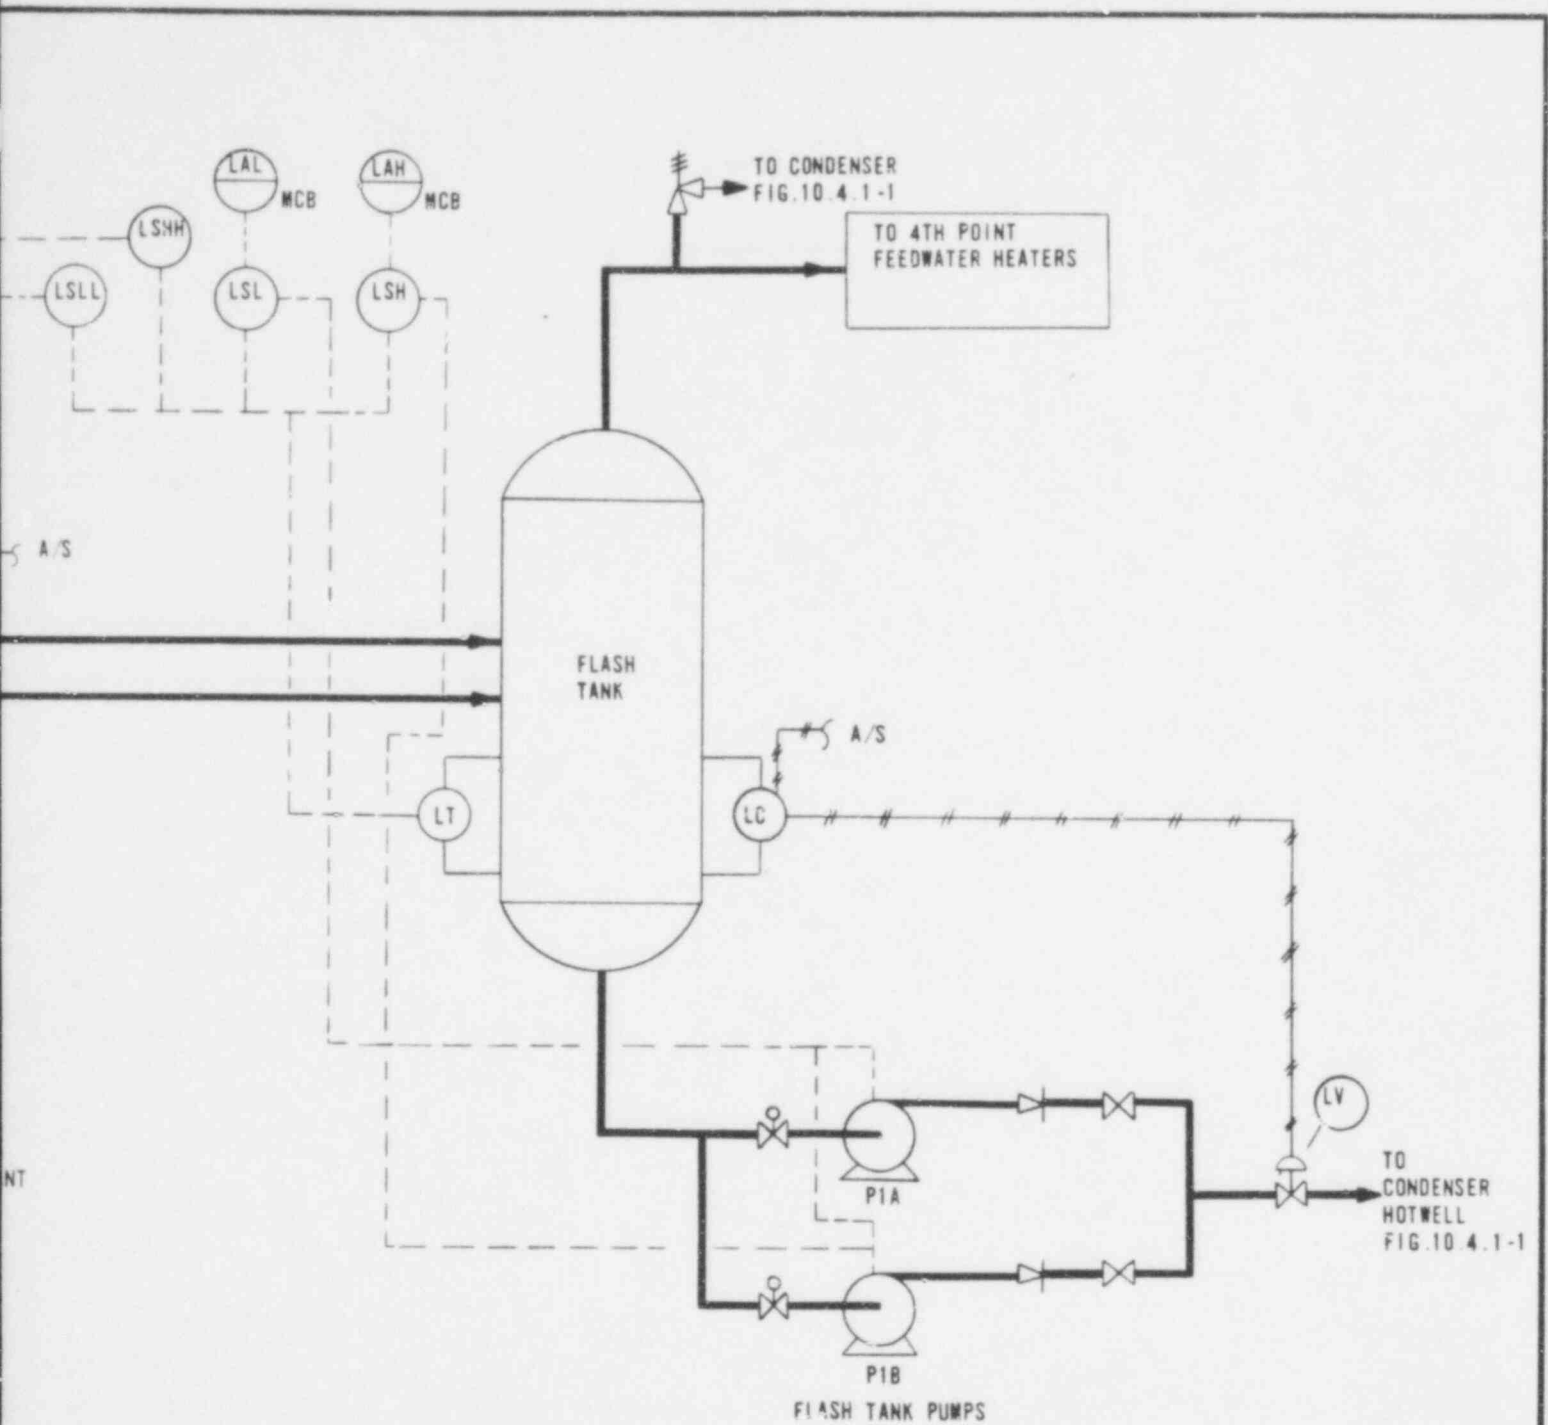 LAL
MCB
LAH
MCB
LSHH
LSLL
LSL
LSH
TO CONDENSER
FIG.10.4.1-1
TO 4TH POINT
FEEDWATER HEATERS
A/S
FLASH
TANK
A/S
LT
LC
LV
NT
P1A
TO
CONDENSER
HOTWELL
FIG.10.4.1-1
P1B
FLASH TANK PUMPS